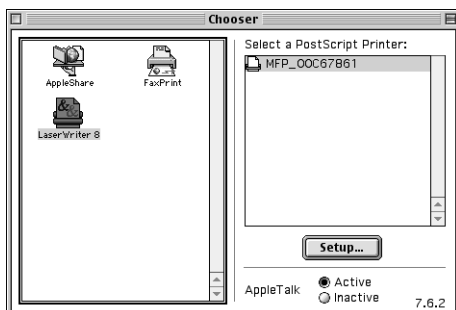 Chooser
AppleShare
FaxPrint
LaserWriter 8
Select a PostScript Printer:
MFP_00C67B61
Setup...
AppleTalk
Active
Inactive
7.6.2